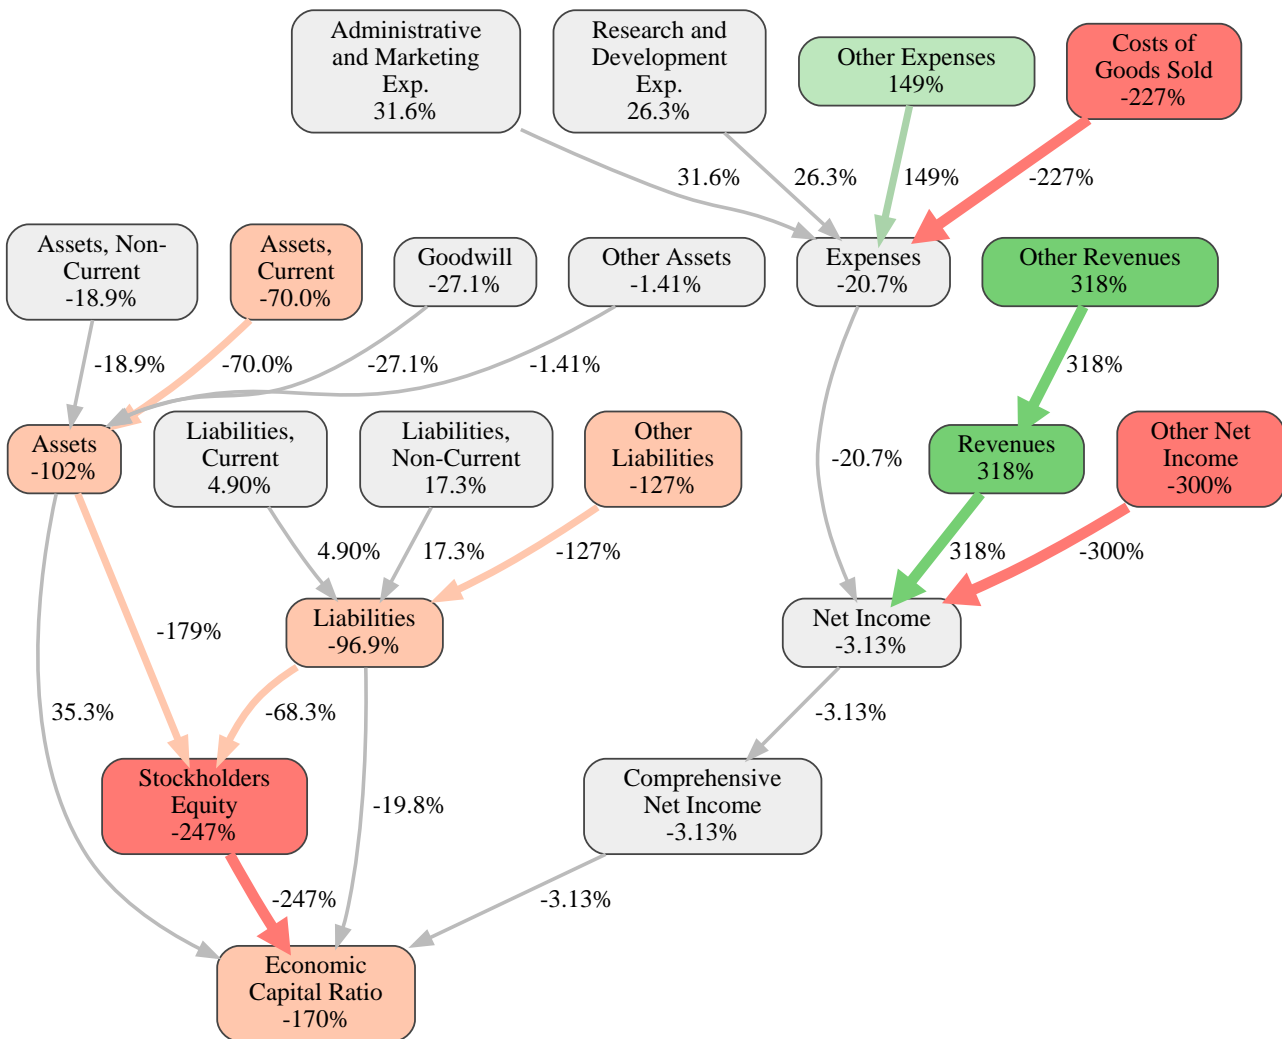 Administrative
and Marketing
Exp.
31.6%
Research and
Development
Exp.
26.3%
Other Expenses
149%
Costs of
Goods Sold
-227%
31.6%
26.3%
149%
-227%
Assets, Non-
Current
-18.9%
Assets,
Current
-70.0%
Goodwill
-27.1%
Other Assets
-1.41%
Expenses
-20.7%
Other Revenues
318%
-18.9%
-70.0%
-27.1%
-1.41%
318%
Assets
-102%
Liabilities,
Current
4.90%
Liabilities,
Non-Current
17.3%
Other
Liabilities
-127%
-20.7%
Revenues
318%
Other Net
Income
-300%
4.90%
17.3%
-127%
318%
-300%
-179%
Liabilities
-96.9%
Net Income
-3.13%
35.3%
-68.3%
-3.13%
Stockholders
Equity
-247%
-19.8%
Comprehensive
Net Income
-3.13%
-247%
-3.13%
Economic
Capital Ratio
-170%